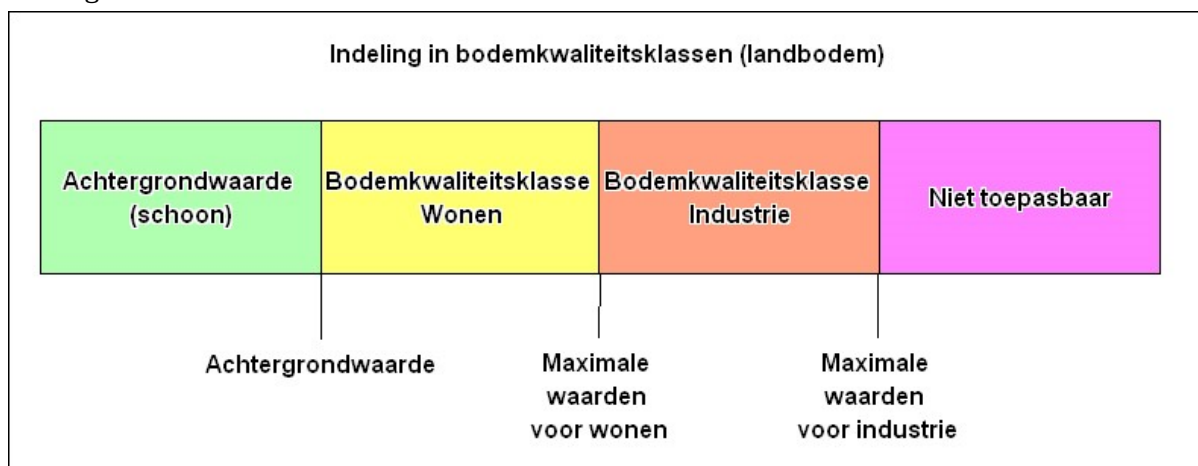 Indeling in bodemkwaliteitsklassen (landbodem)
Achtergrondwaarde
(schoon)
Bodemkwaliteitsklasse
Wonen
Bodemkwaliteitsklasse
Industrie
Niet toepasbaar
Achtergrondwaarde
Maximale
waarden
voor wonen
Maximale
waarden
voor industrie